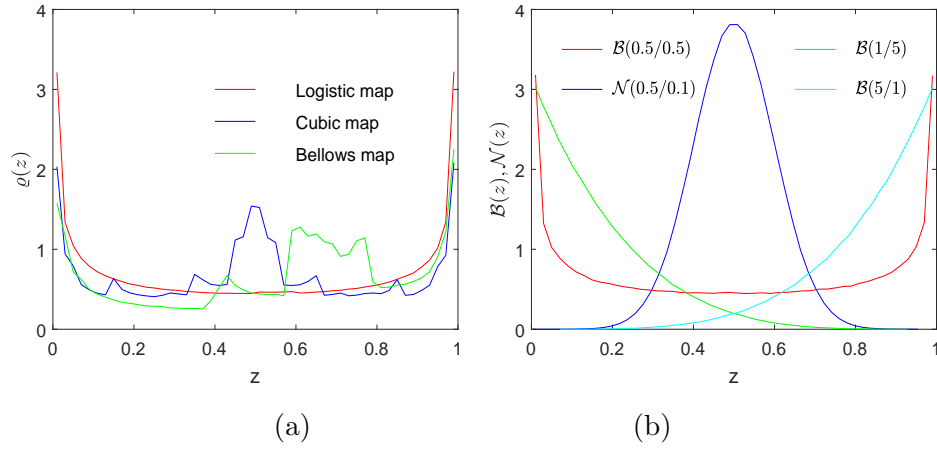 4
3
2
1
0
0
0.2
0.4
0.6
0.8
1
z
ϱ(z)
Logistic map
Cubic map
Bellows map
(a)
4
3
2
1
0
0
0.2
0.4
0.6
0.8
1
z
ℬ(z), 𝒩(z)
ℬ(0.5/0.5)
𝒩(0.5/0.1)
ℬ(1/5)
ℬ(5/1)
(b)